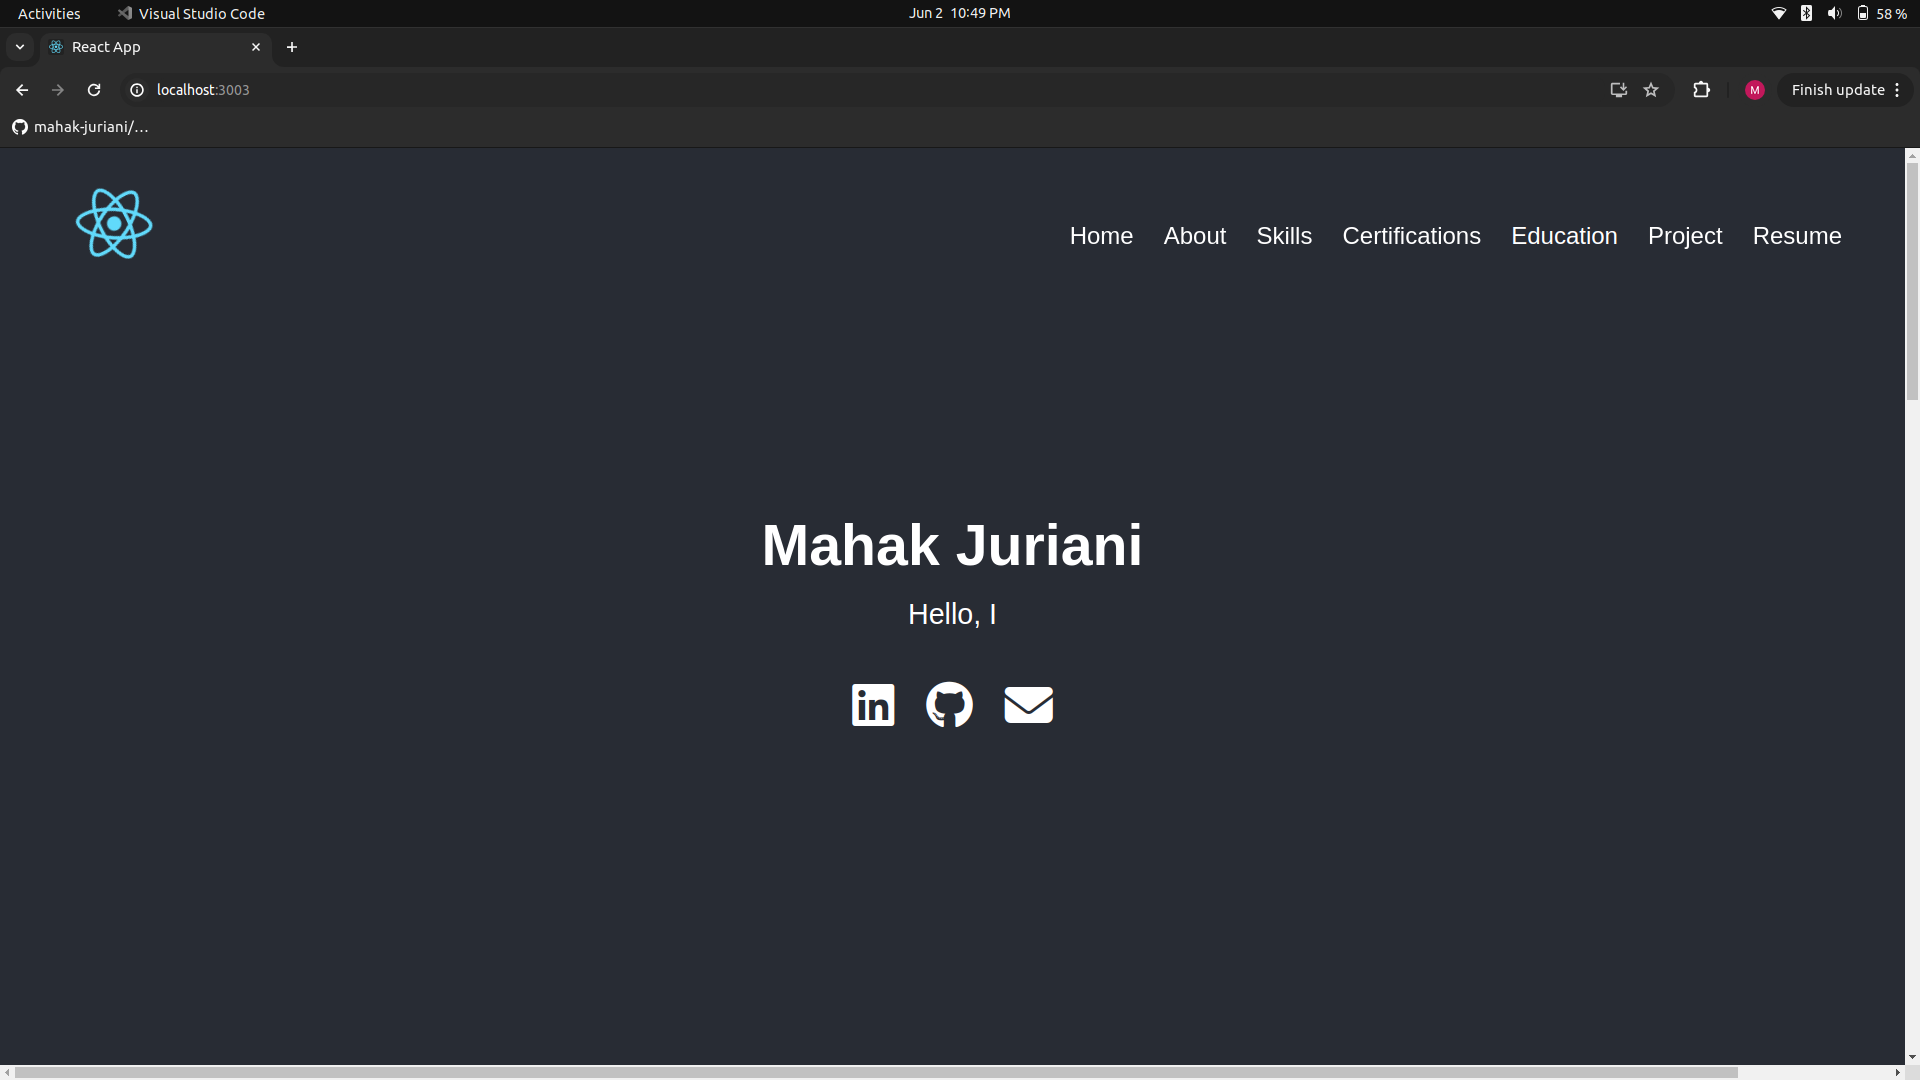 Activities Visual Studio Code Jun 2 10:49 PM 58 %
React App
localhost:3003 M Finish update
mahak-juriani/...
Home About Skills Certifications Education Project Resume
Mahak Juriani
Hello, I
in